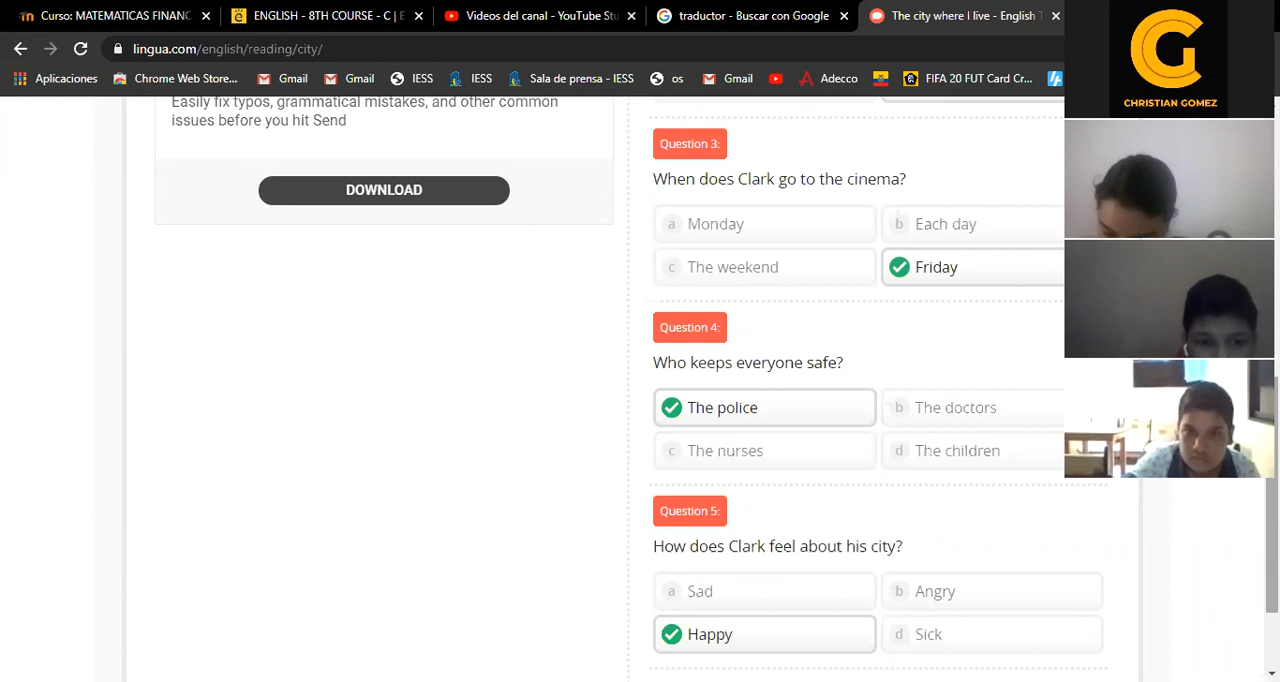 Curso: MATEMATICAS FINANC
ENGLISH - 8TH COURSE - C | E
Videos del canal - YouTube Stu
traductor - Buscar con Google
The city where I live - English T
lingua.com/english/reading/city/
Aplicaciones
Chrome Web Store...
Gmail
Gmail
IESS
IESS
Sala de prensa - IESS
os
Gmail
Adecco
FIFA 20 FUT Card Cr...
CHRISTIAN GOMEZ
Easily fix typos, grammatical mistakes, and other common
issues before you hit Send
DOWNLOAD
Question 3:
When does Clark go to the cinema?
a Monday
b Each day
c The weekend
Friday
Question 4:
Who keeps everyone safe?
The police
b The doctors
c The nurses
d The children
Question 5:
How does Clark feel about his city?
a Sad
b Angry
Happy
d Sick